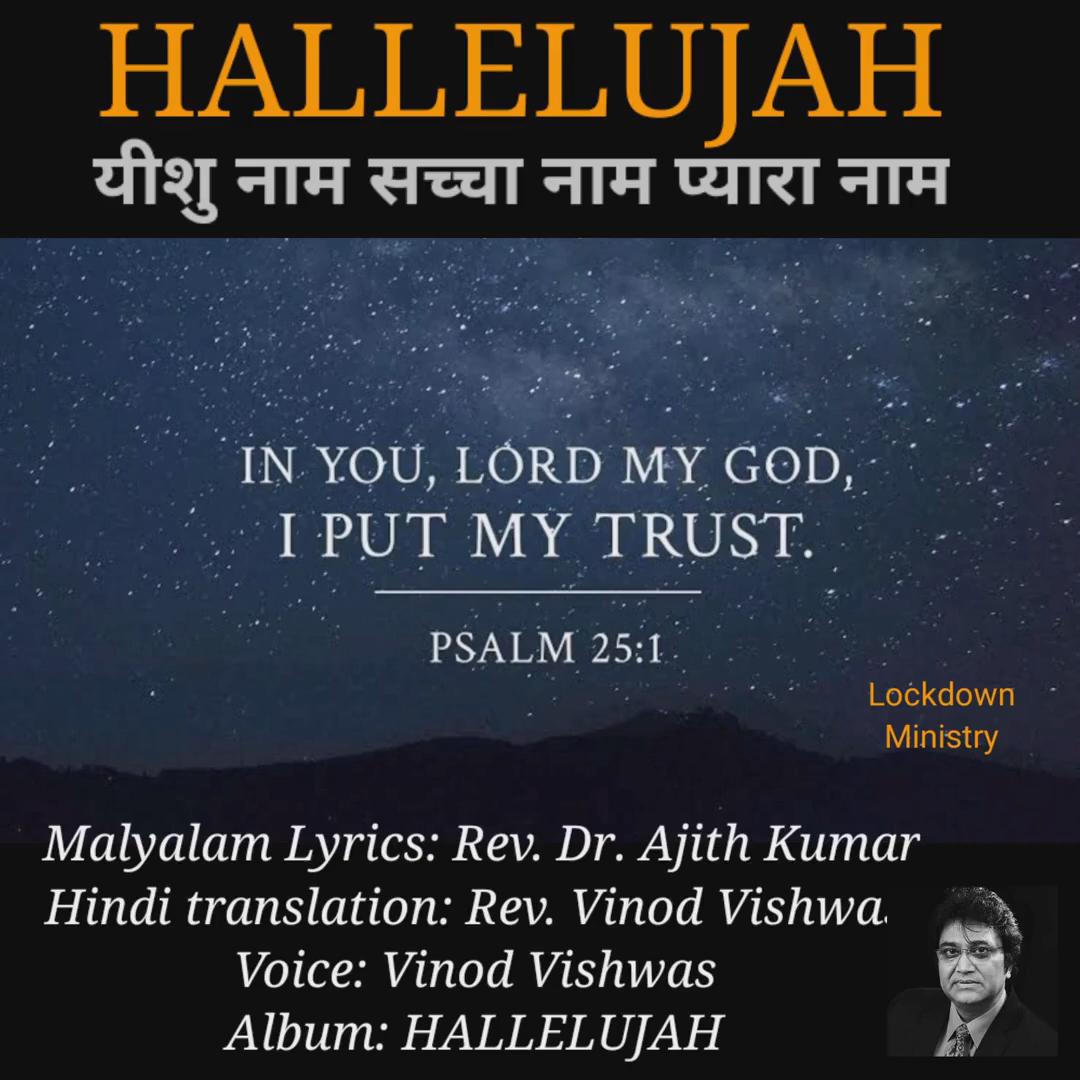 HALLELUJAH
यीशु नाम सच्चा नाम प्यारा नाम
IN YOU, LORD MY GOD,
I PUT MY TRUST.
PSALM 25:1
Lockdown
Ministry
Malyalam Lyrics: Rev. Dr. Ajith Kumar
Hindi translation: Rev. Vinod Vishwa
Voice: Vinod Vishwas
Album: HALLELUJAH